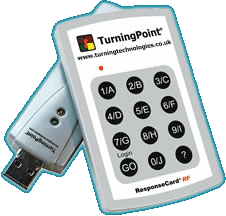 TurningPoint®
www.turningtechnologies.co.uk
1/A 2/B 3/C
4/D 5/E 6/F
7/G 8/H 9/I
Login
GO 0/J ?
ResponseCard® RF
TurningPoint